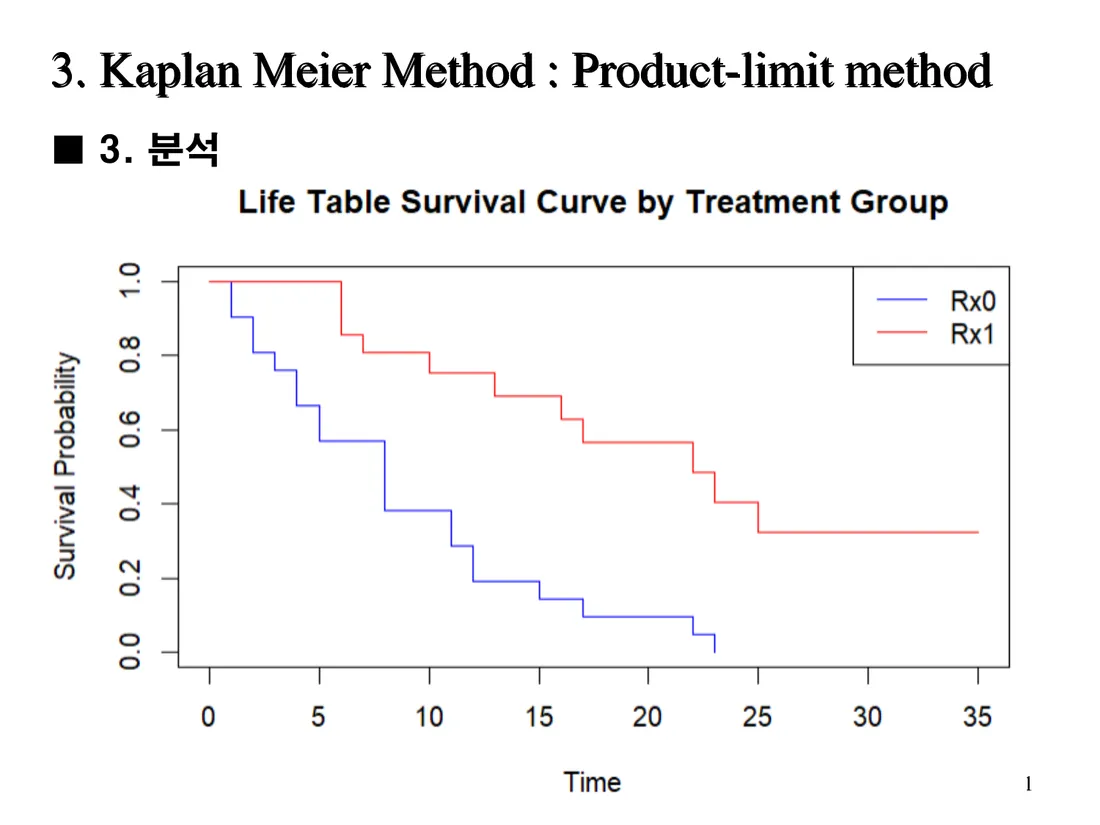 3. Kaplan Meier Method : Product-limit method
■ 3. 분석
Life Table Survival Curve by Treatment Group
Survival Probability
1.0
0.8
0.6
0.4
0.2
0.0
Rx0
Rx1
0 5 10 15 20 25 30 35
Time
1